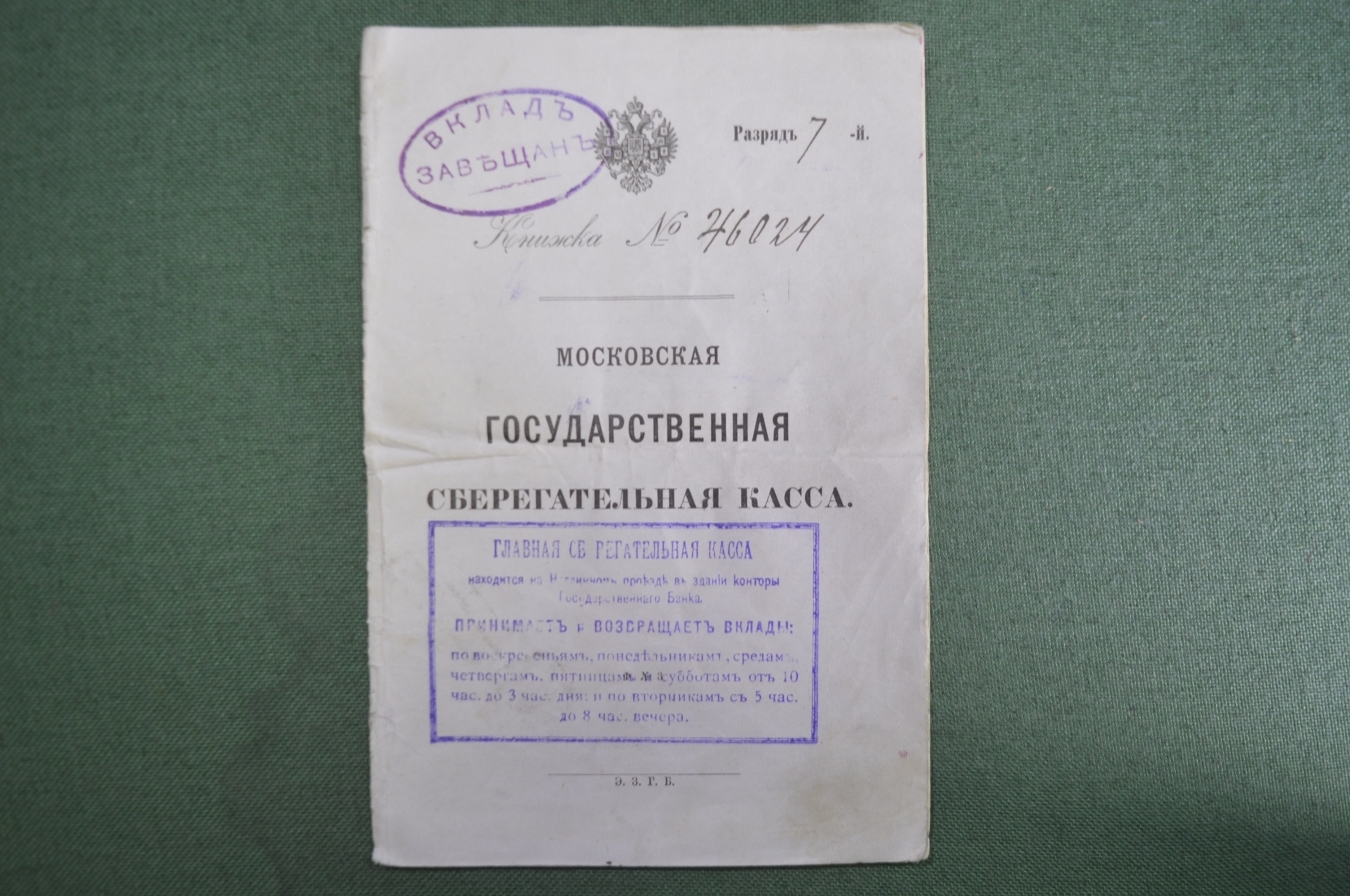 ВКЛАДЪ
ЗАВѢЩАНЪ
Разрядъ 7 -й.
Книжка № 46024
МОСКОВСКАЯ
ГОСУДАРСТВЕННАЯ
СБЕРЕГАТЕЛЬНАЯ КАССА.
ГЛАВНАЯ СБ РЕГАТЕЛЬНАЯ КАССА
находится на проѣздѣ въ зданіи конторы
Государственнаго Банка.
ПРИНИМАЕТЪ и ВОЗВРАЩАЕТЪ ВКЛАДЫ:
по воскресеньямъ, понедѣльникамъ, средамъ,
четвергамъ, пятницамъ и субботамъ отъ 10
час. до 3 час. дня: и по вторникамъ съ 5 час.
до 8 час. вечера.
Э. З. Г. Б.